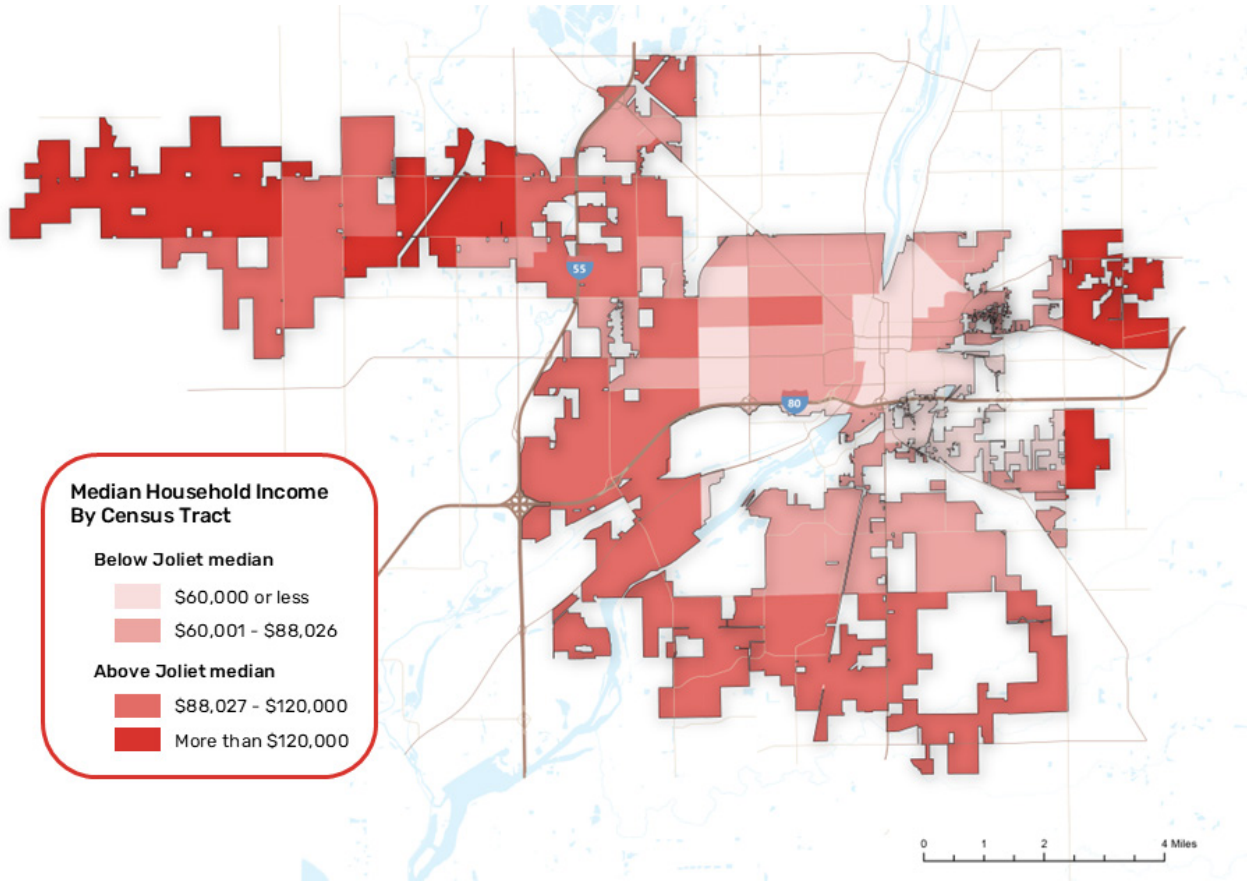 55
80
Median Household Income
By Census Tract
Below Joliet median
$60,000 or less
$60,001 - $88,026
Above Joliet median
$88,027 - $120,000
More than $120,000
0 1 2 4 Miles